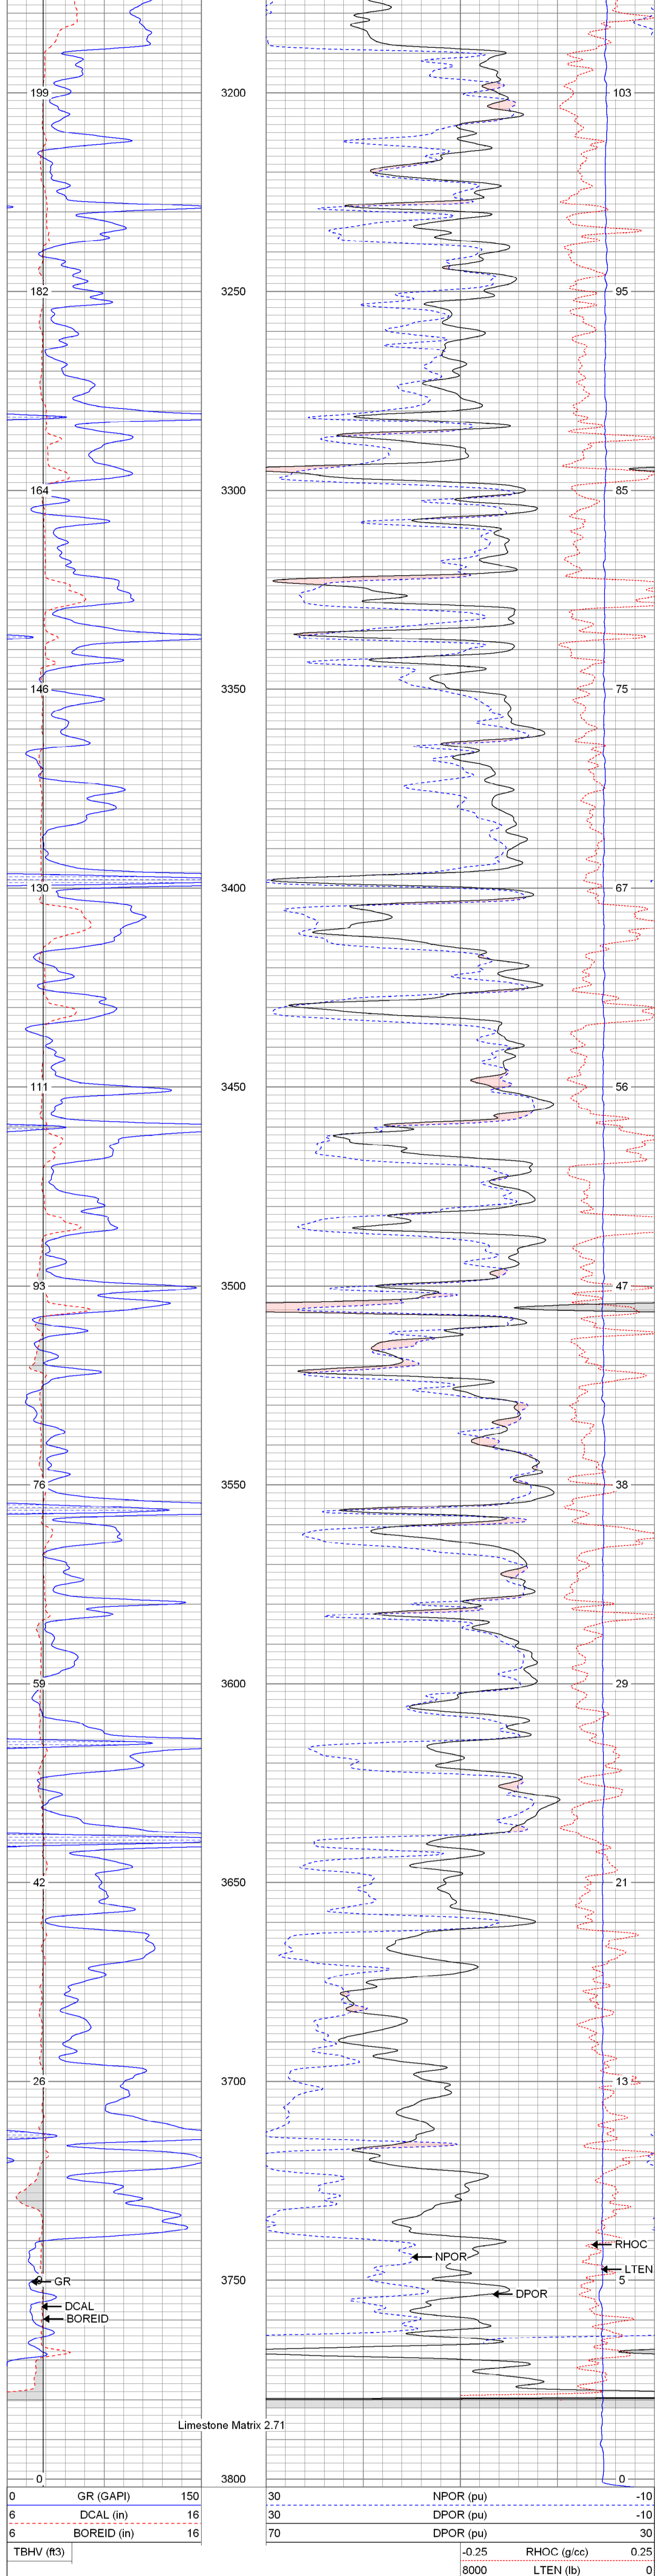 199 3200 103
182 3250 95
164 3300 85
146 3350 75
130 3400 67
111 3450 56
93 3500 47
76 3550 38
59 3600 29
42 3650 21
26 3700 13
RHOC
NPOR
LTEN
GR 3750 5
DPOR
DCAL
BOREID
Limestone Matrix 2.71
0 3800 0
0 GR (GAPI) 150 30 NPOR (pu) -10
6 DCAL (in) 16 30 DPOR (pu) -10
6 BOREID (in) 16 70 DPOR (pu) 30
TBHV (ft3) -0.25 RHOC (g/cc) 0.25
8000 LTEN (lb) 0